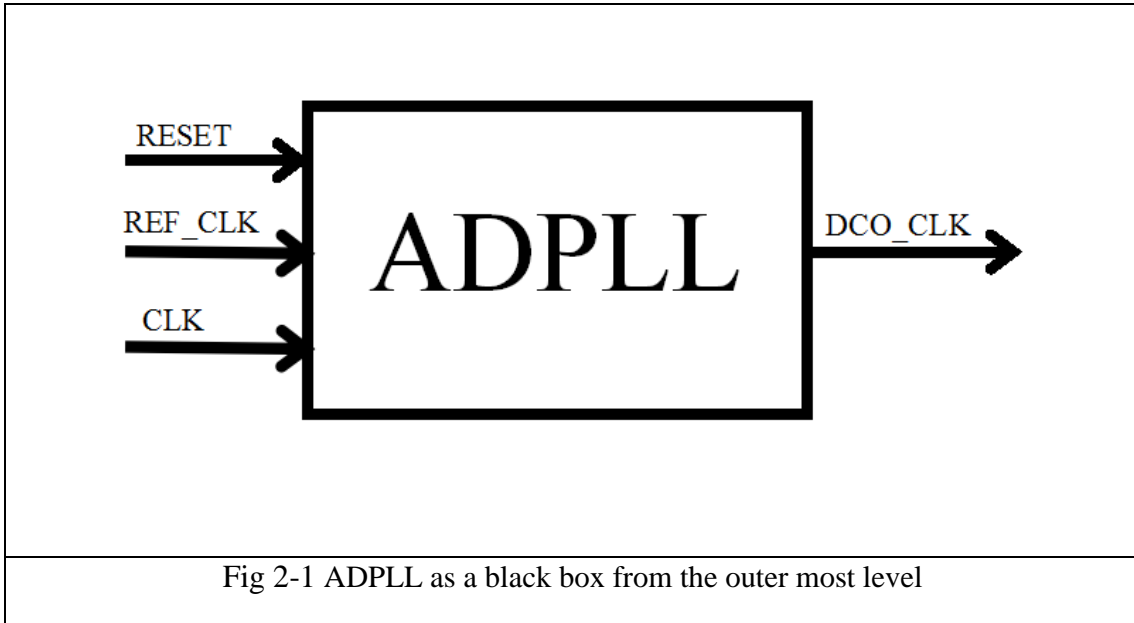 RESET
REF_CLK
CLK
ADPLL
DCO_CLK
Fig 2-1 ADPLL as a black box from the outer most level